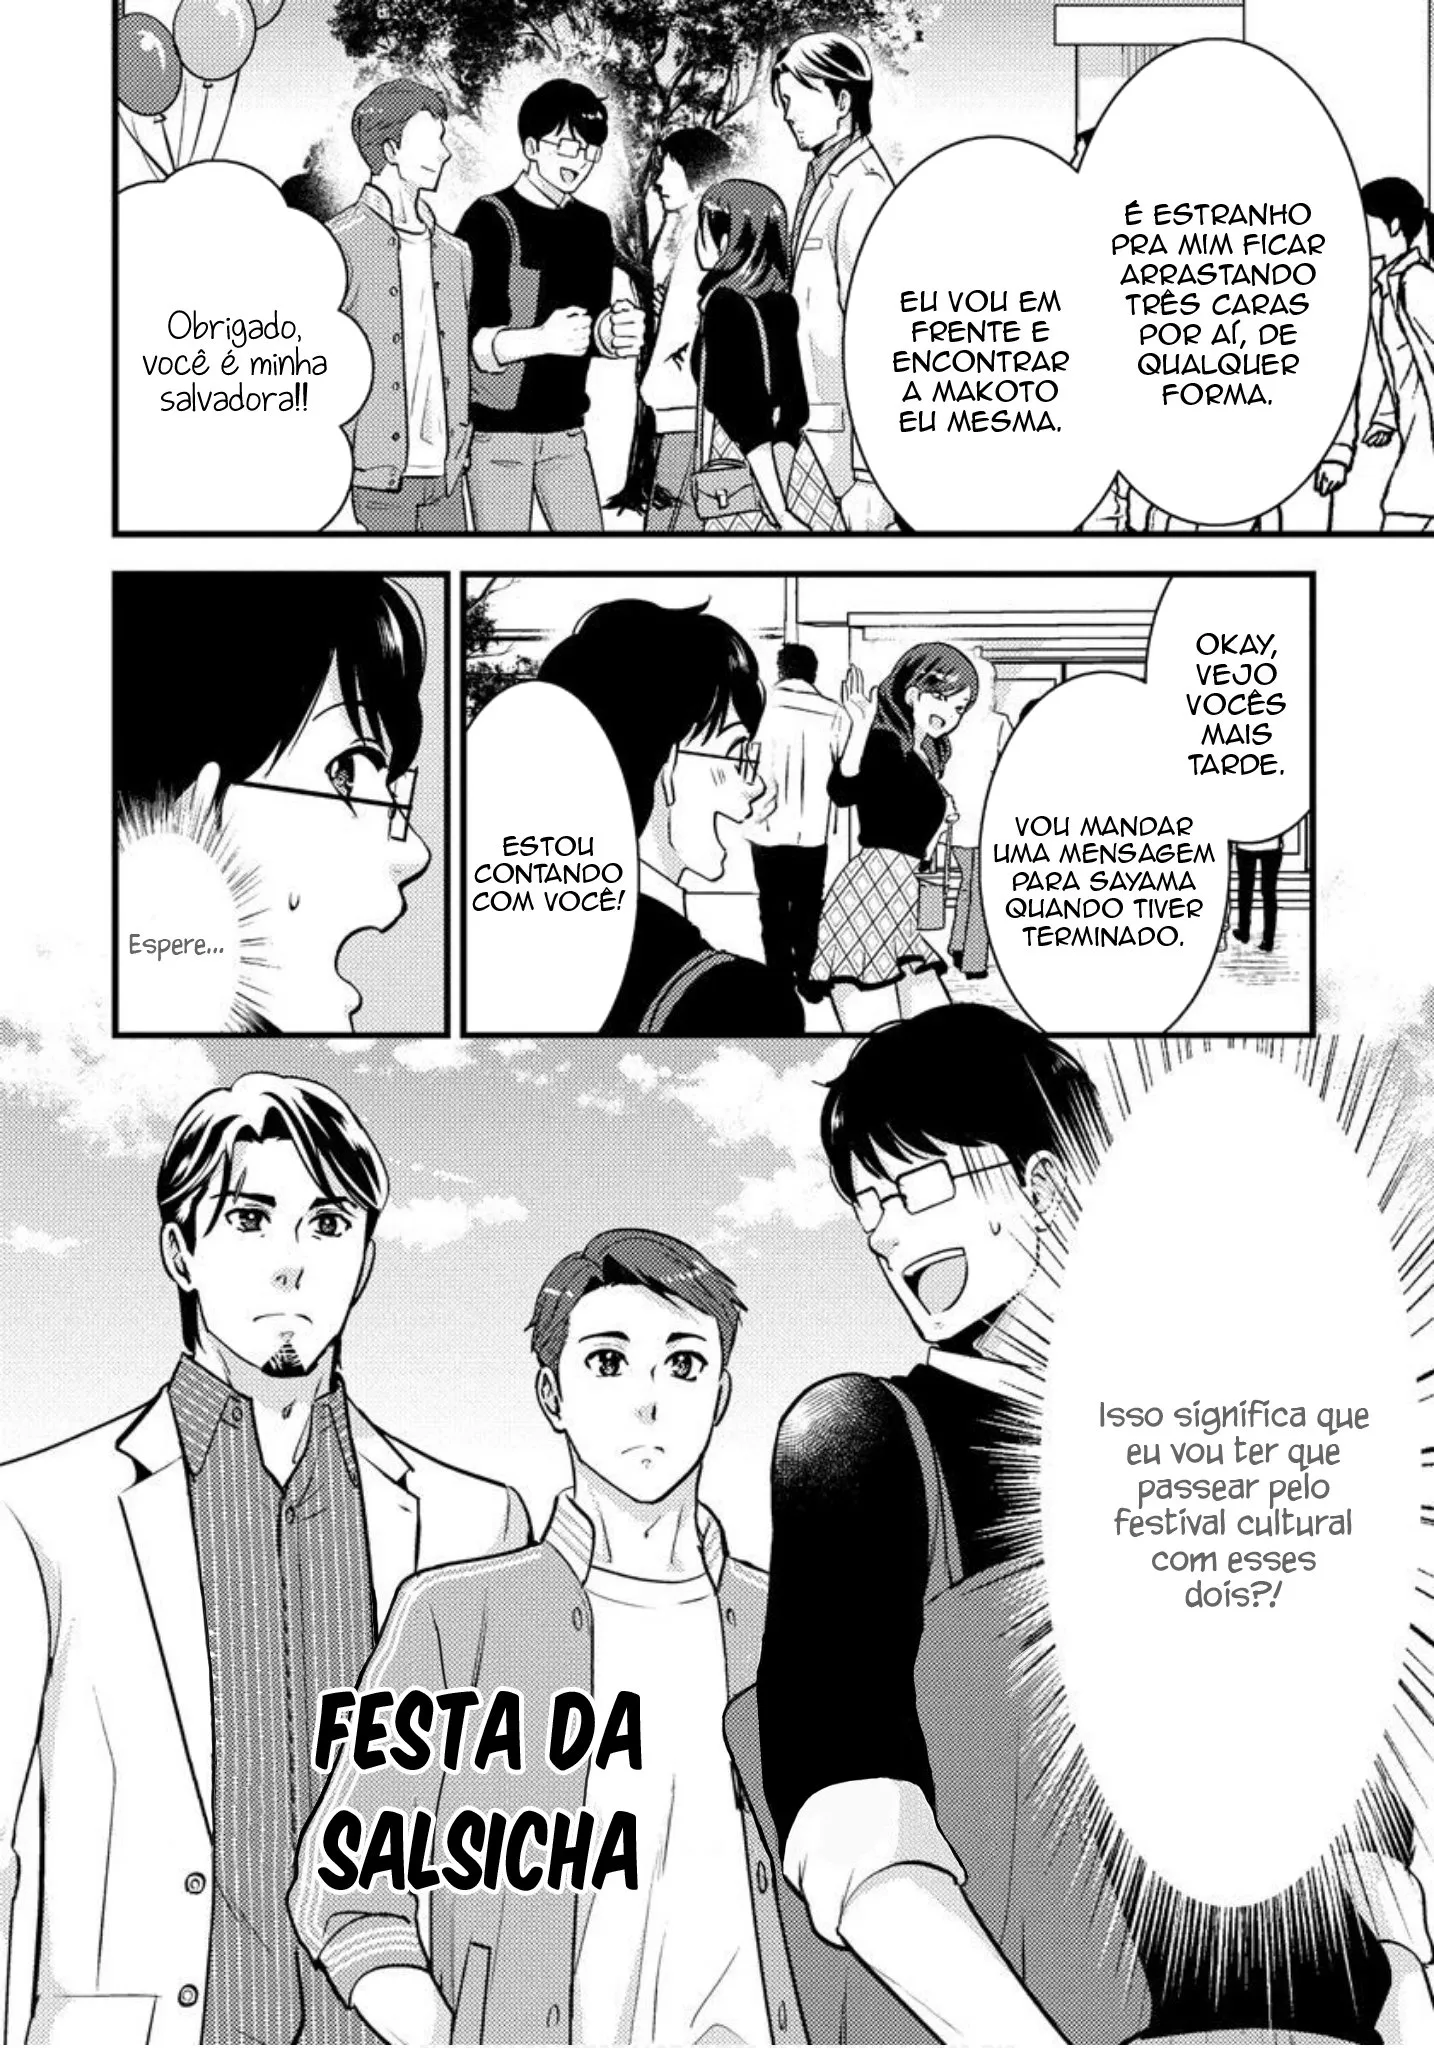 É ESTRANHO
PRA MIM FICAR
ARRASTANDO
TRÊS CARAS
POR AÍ, DE
QUALQUER
FORMA.
EU VOU EM
FRENTE E
ENCONTRAR
A MAKOTO
EU MESMA.
Obrigado,
você é minha
salvadora!!
OKAY,
VEJO
VOCÊS
MAIS
TARDE.
VOU MANDAR
UMA MENSAGEM
PARA SAYAMA
QUANDO TIVER
TERMINADO.
ESTOU
CONTANDO
COM VOCÊ!
Espere...
Isso significa que
eu vou ter que
passear pelo
festival cultural
com esses
dois?!
FESTA DA
SALSICHA